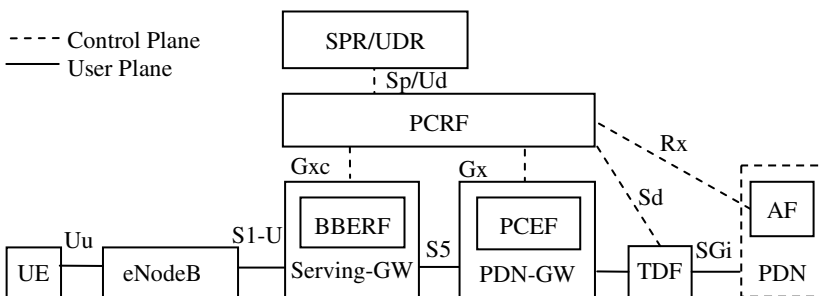 Control Plane
User Plane
SPR/UDR
Sp/Ud
PCRF
Rx
Gxc
Gx
Sd
BBERF
PCEF
AF
Uu
S1-U
S5
SGi
UE
eNodeB
Serving-GW
PDN-GW
TDF
PDN